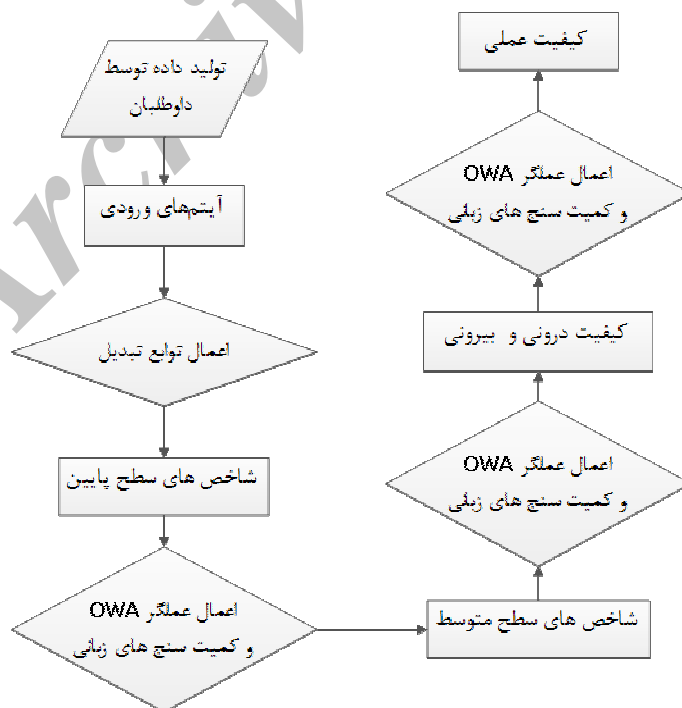 تولید داده توسط
داوطلبان
آیتم‌های ورودی
اعمال توابع تبدیل
شاخص های سطح پایین
اعمال عملگر OWA
و کمیت سنج های زبانی
شاخص های سطح متوسط
اعمال عملگر OWA
و کمیت سنج های زبانی
کیفیت درونی و بیرونی
اعمال عملگر OWA
و کمیت سنج های زبانی
کیفیت عملی